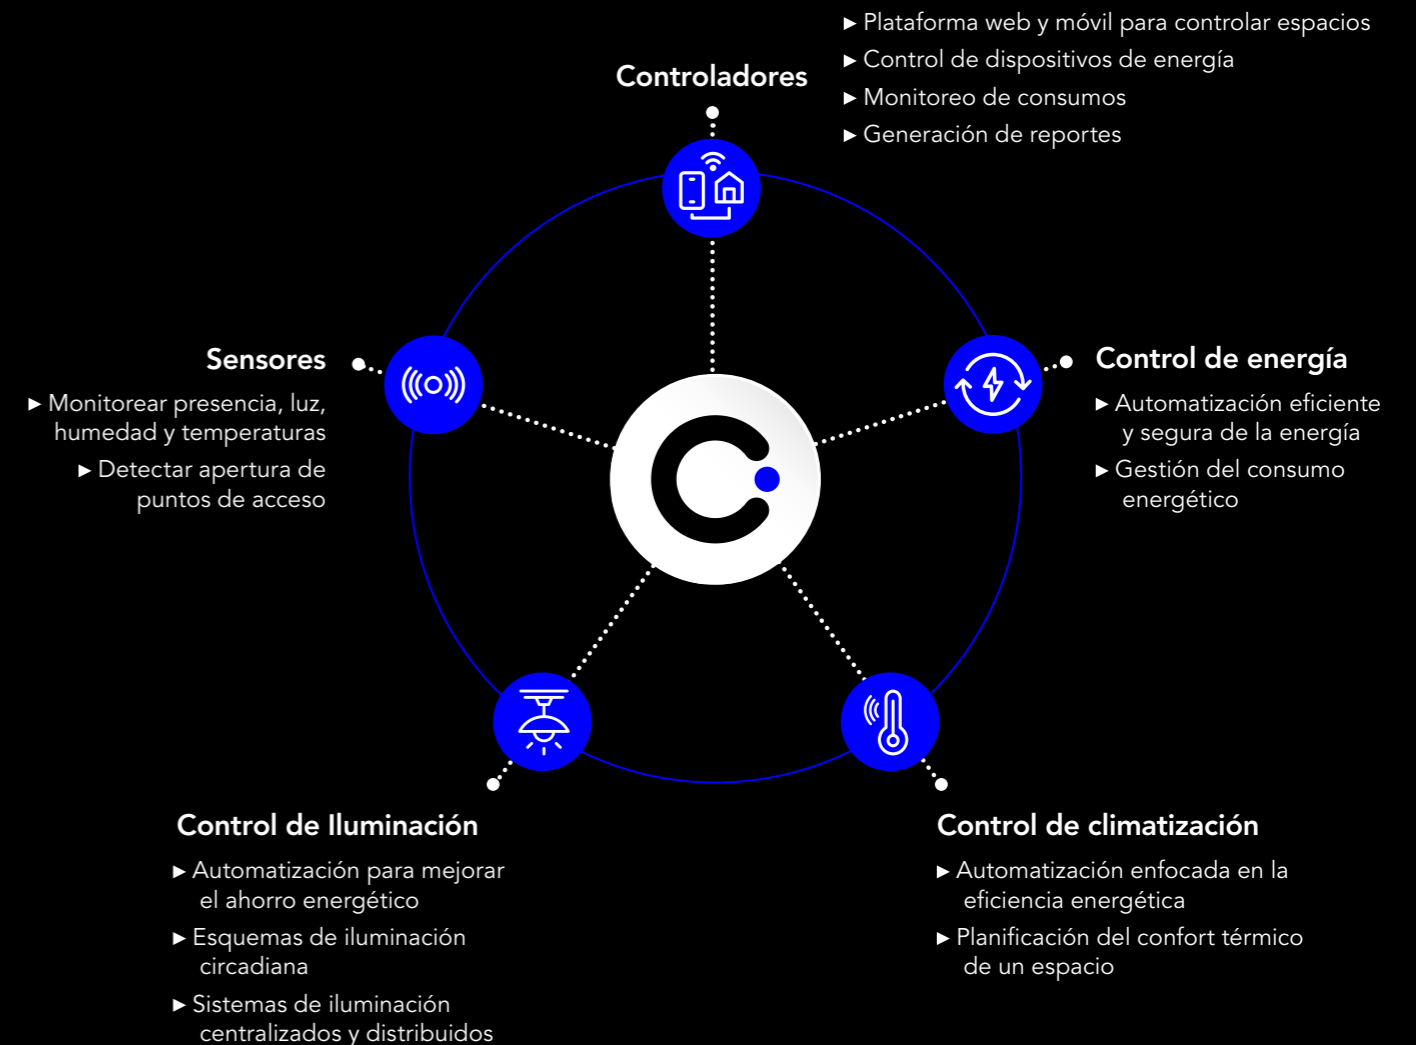 Controladores
▸ Plataforma web y móvil para controlar espacios
▸ Control de dispositivos de energía
▸ Monitoreo de consumos
▸ Generación de reportes
Sensores
▸ Monitorear presencia, luz,
humedad y temperaturas
▸ Detectar apertura de
puntos de acceso
Control de energía
▸ Automatización eficiente
y segura de la energía
▸ Gestión del consumo
energético
Control de Iluminación
▸ Automatización para mejorar
el ahorro energético
▸ Esquemas de iluminación
circadiana
▸ Sistemas de iluminación
centralizados y distribuidos
Control de climatización
▸ Automatización enfocada en la
eficiencia energética
▸ Planificación del confort térmico
de un espacio